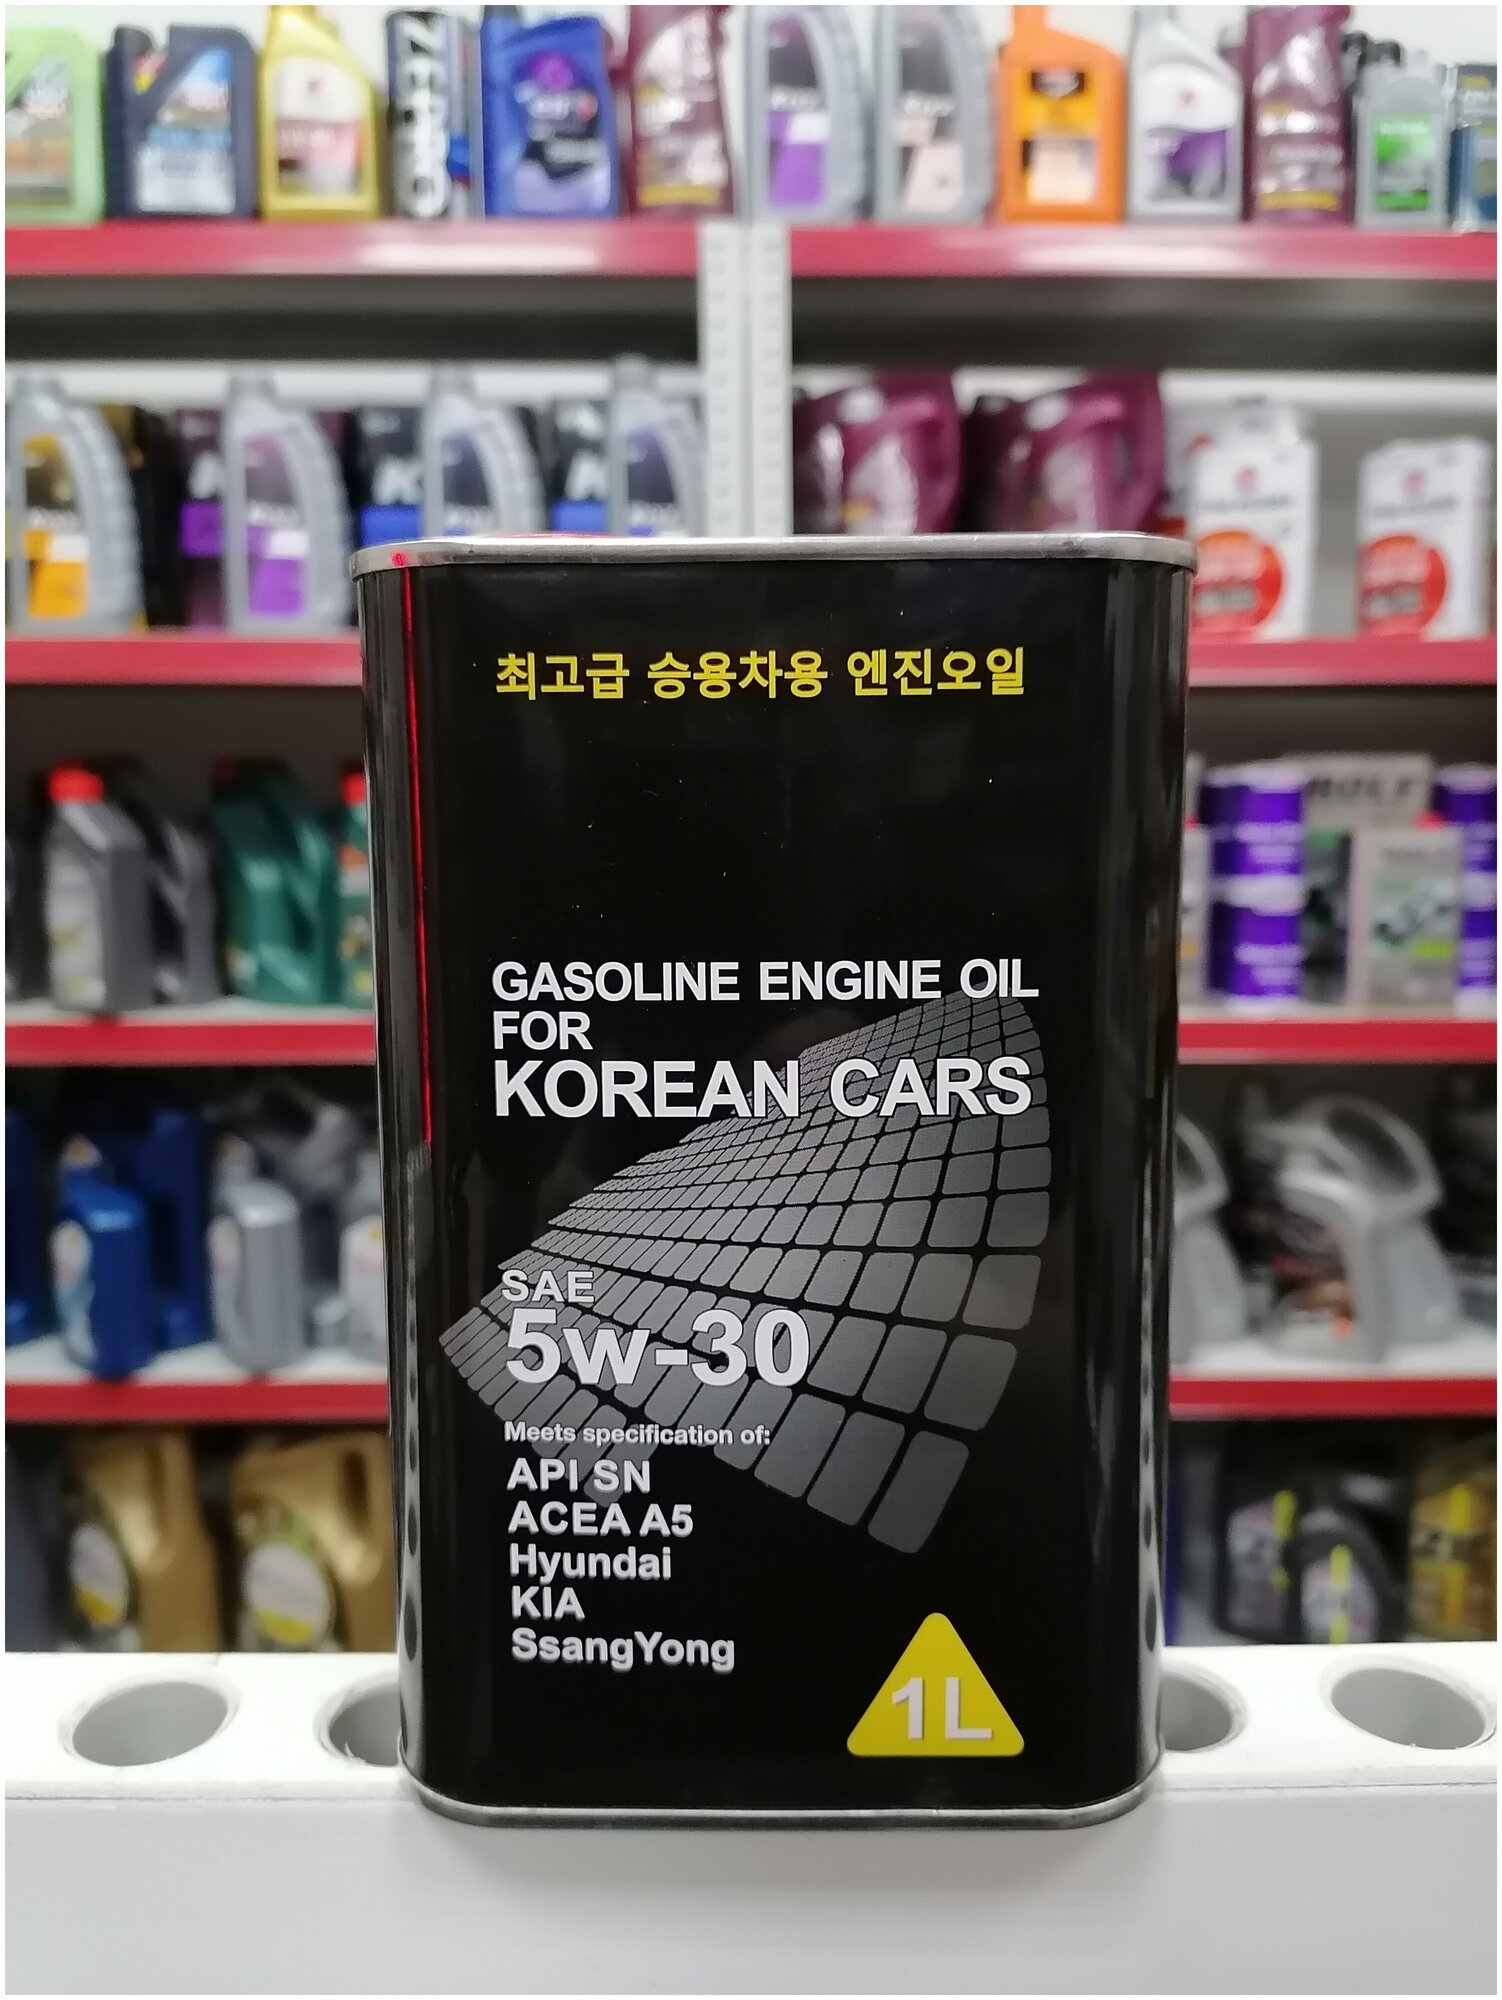 최고급 승용차용 엔진오일
GASOLINE ENGINE OIL
FOR
KOREAN CARS
SAE
5w-30
Meets specification of:
API SN
ACEA A5
Hyundai
KIA
SsangYong
1L